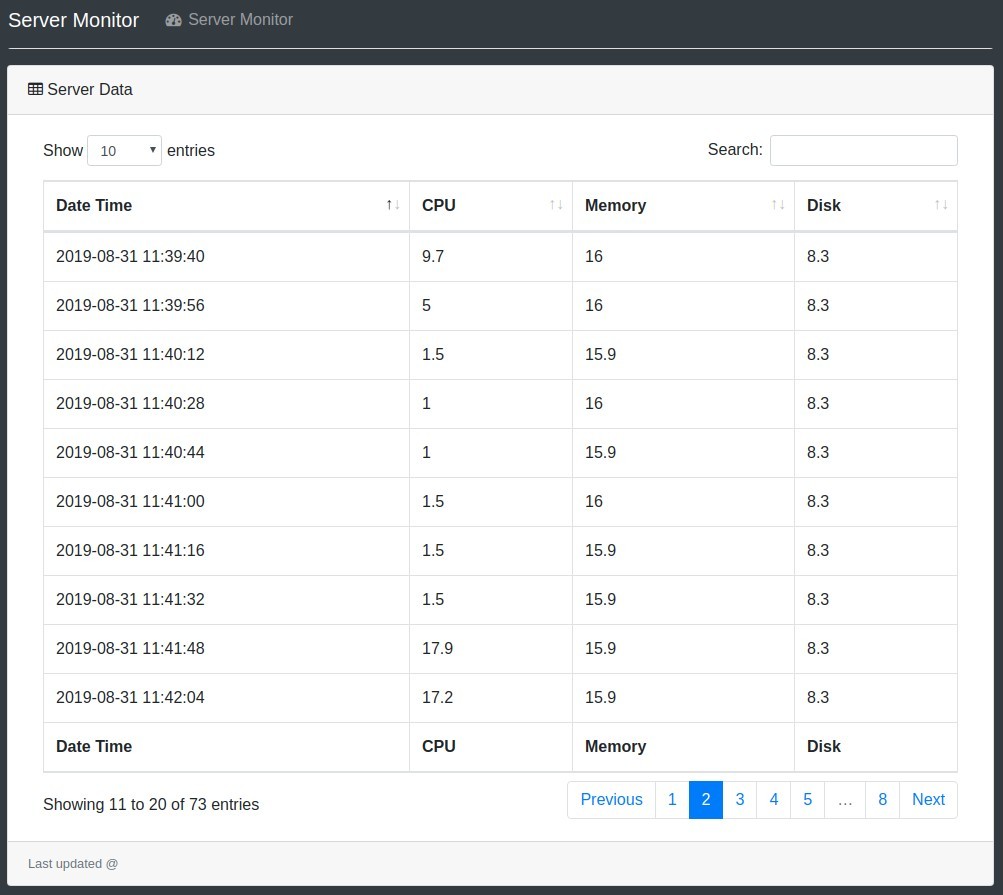 Server Monitor Server Monitor
Server Data
Show 10 entries Search:
Date Time CPU Memory Disk
2019-08-31 11:39:40 9.7 16 8.3
2019-08-31 11:39:56 5 16 8.3
2019-08-31 11:40:12 1.5 15.9 8.3
2019-08-31 11:40:28 1 16 8.3
2019-08-31 11:40:44 1 15.9 8.3
2019-08-31 11:41:00 1.5 16 8.3
2019-08-31 11:41:16 1.5 15.9 8.3
2019-08-31 11:41:32 1.5 15.9 8.3
2019-08-31 11:41:48 17.9 15.9 8.3
2019-08-31 11:42:04 17.2 15.9 8.3
Date Time CPU Memory Disk
Showing 11 to 20 of 73 entries Previous 1 2 3 4 5 … 8 Next
Last updated @